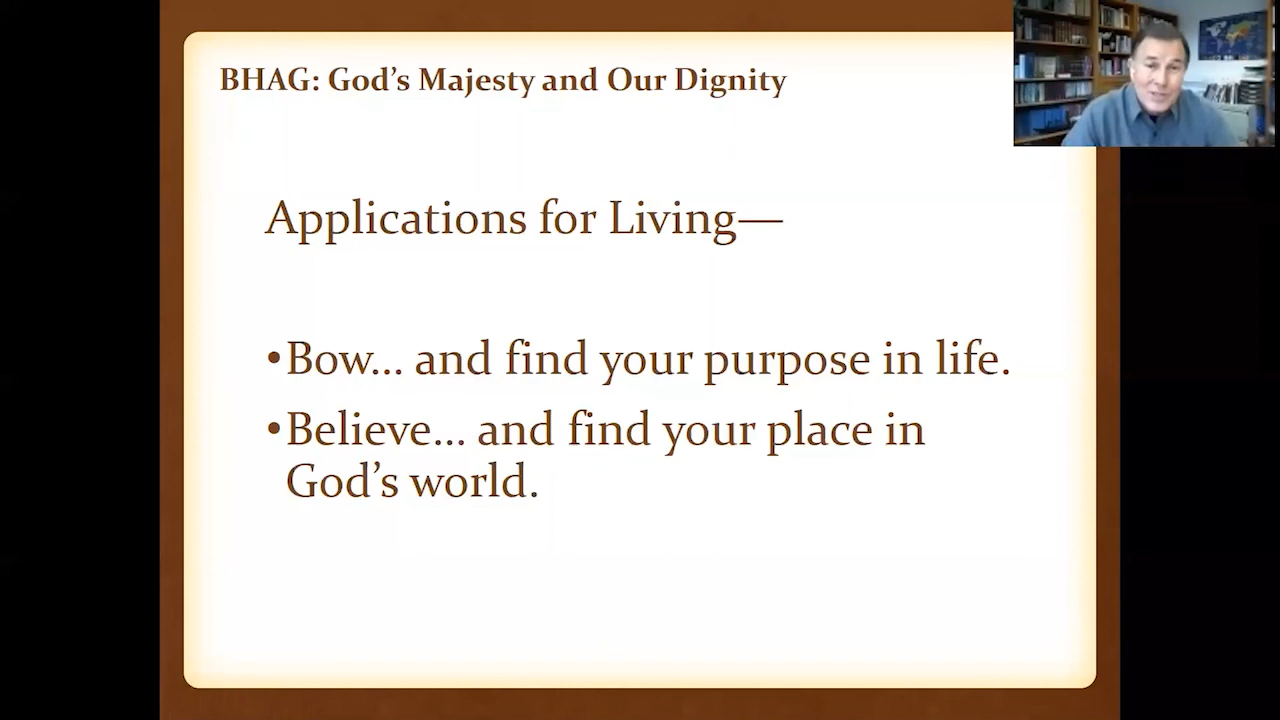 BHAG: God’s Majesty and Our Dignity
Applications for Living—
•Bow... and find your purpose in life.
•Believe... and find your place in
God’s world.